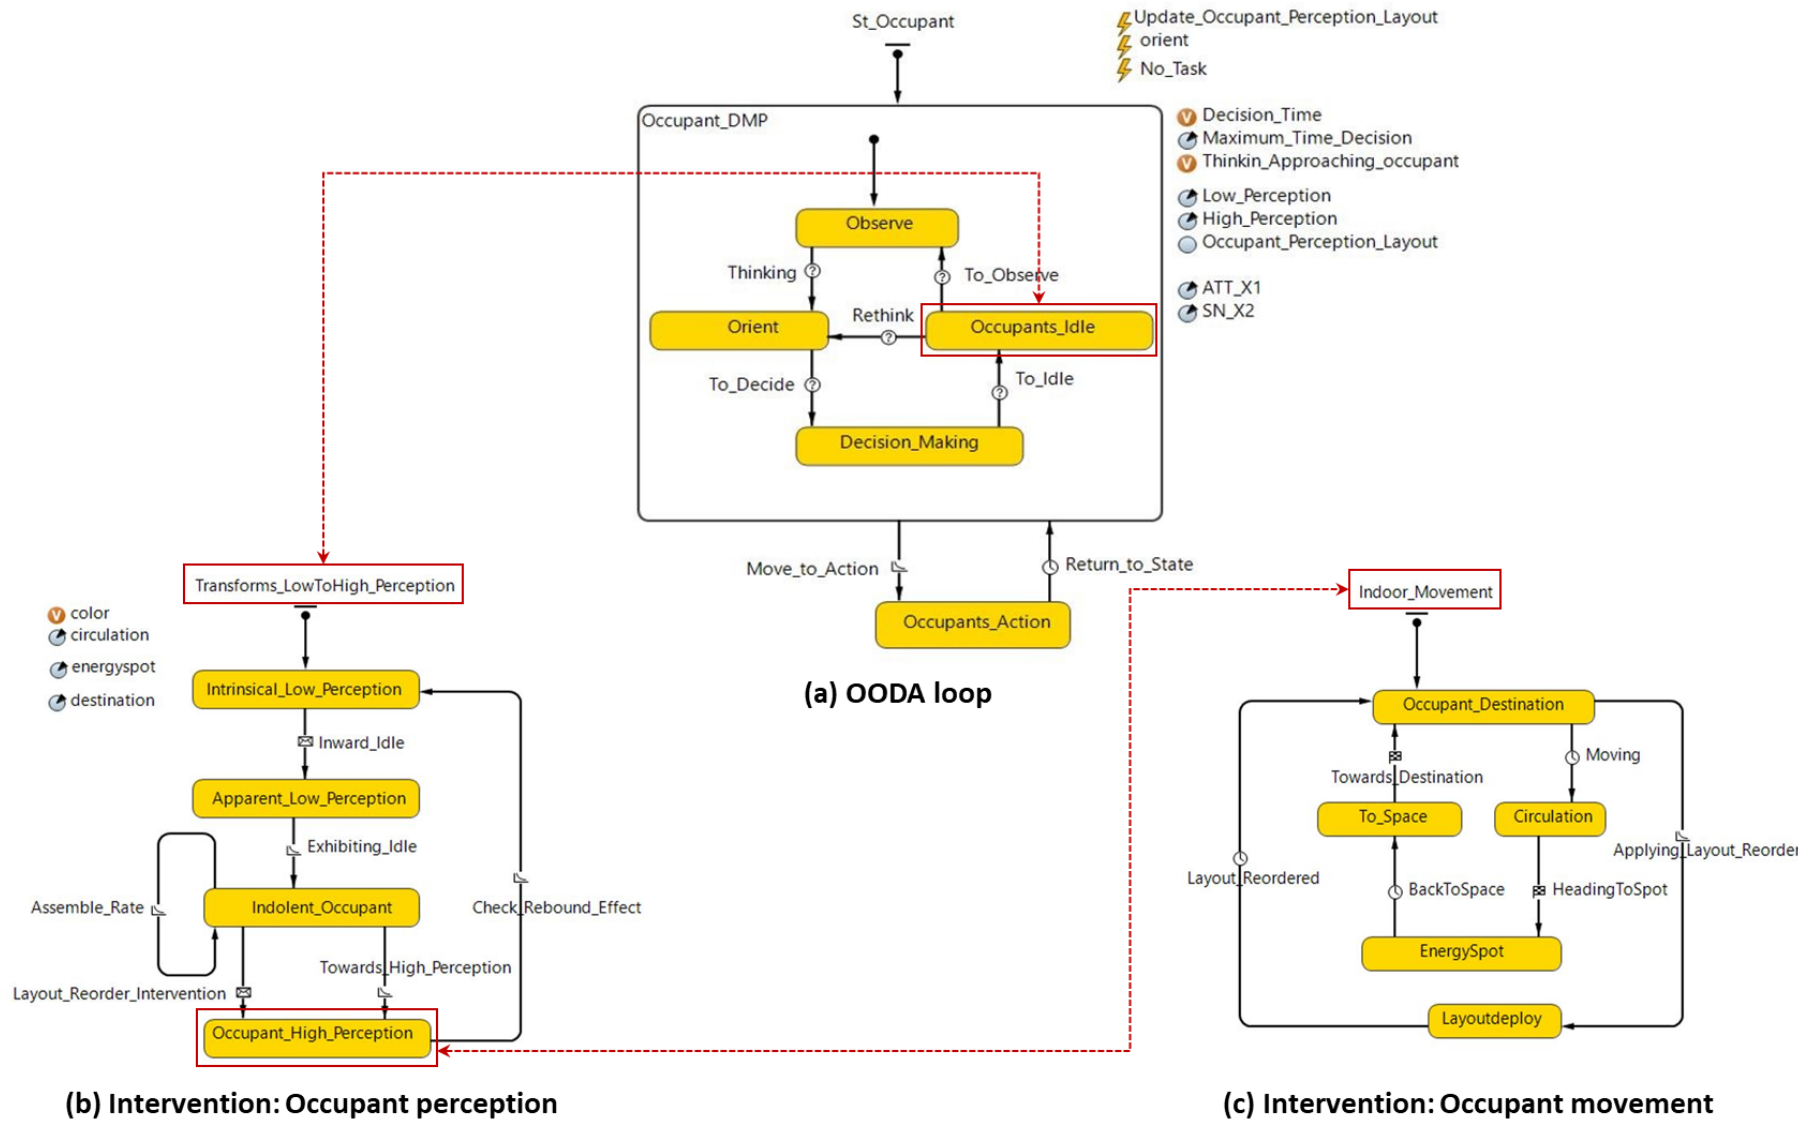 St_Occupant
Update_Occupant_Perception_Layout
orient
No_Task
Occupant_DMP
Decision_Time
Maximum_Time_Decision
Thinkin_Approaching_occupant
Low_Perception
High_Perception
Occupant_Perception_Layout
ATT_X1
SN_X2
Observe
Thinking
To_Observe
Orient
Rethink
Occupants_Idle
To_Decide
To_Idle
Decision_Making
Move_to_Action
Return_to_State
Occupants_Action
(a) OODA loop
Transforms_LowToHigh_Perception
color
circulation
energyspot
destination
Intrinsical_Low_Perception
Inward_Idle
Apparent_Low_Perception
Exhibiting_Idle
Assemble_Rate
Indolent_Occupant
Check_Rebound_Effect
Towards_High_Perception
Layout_Reorder_Intervention
Occupant_High_Perception
(b) Intervention: Occupant perception
Indoor_Movement
Occupant_Destination
Moving
Towards_Destination
To_Space
Circulation
Applying_Layout_Reorder
Layout_Reordered
BackToSpace
HeadingToSpot
EnergySpot
Layoutdeploy
(c) Intervention: Occupant movement